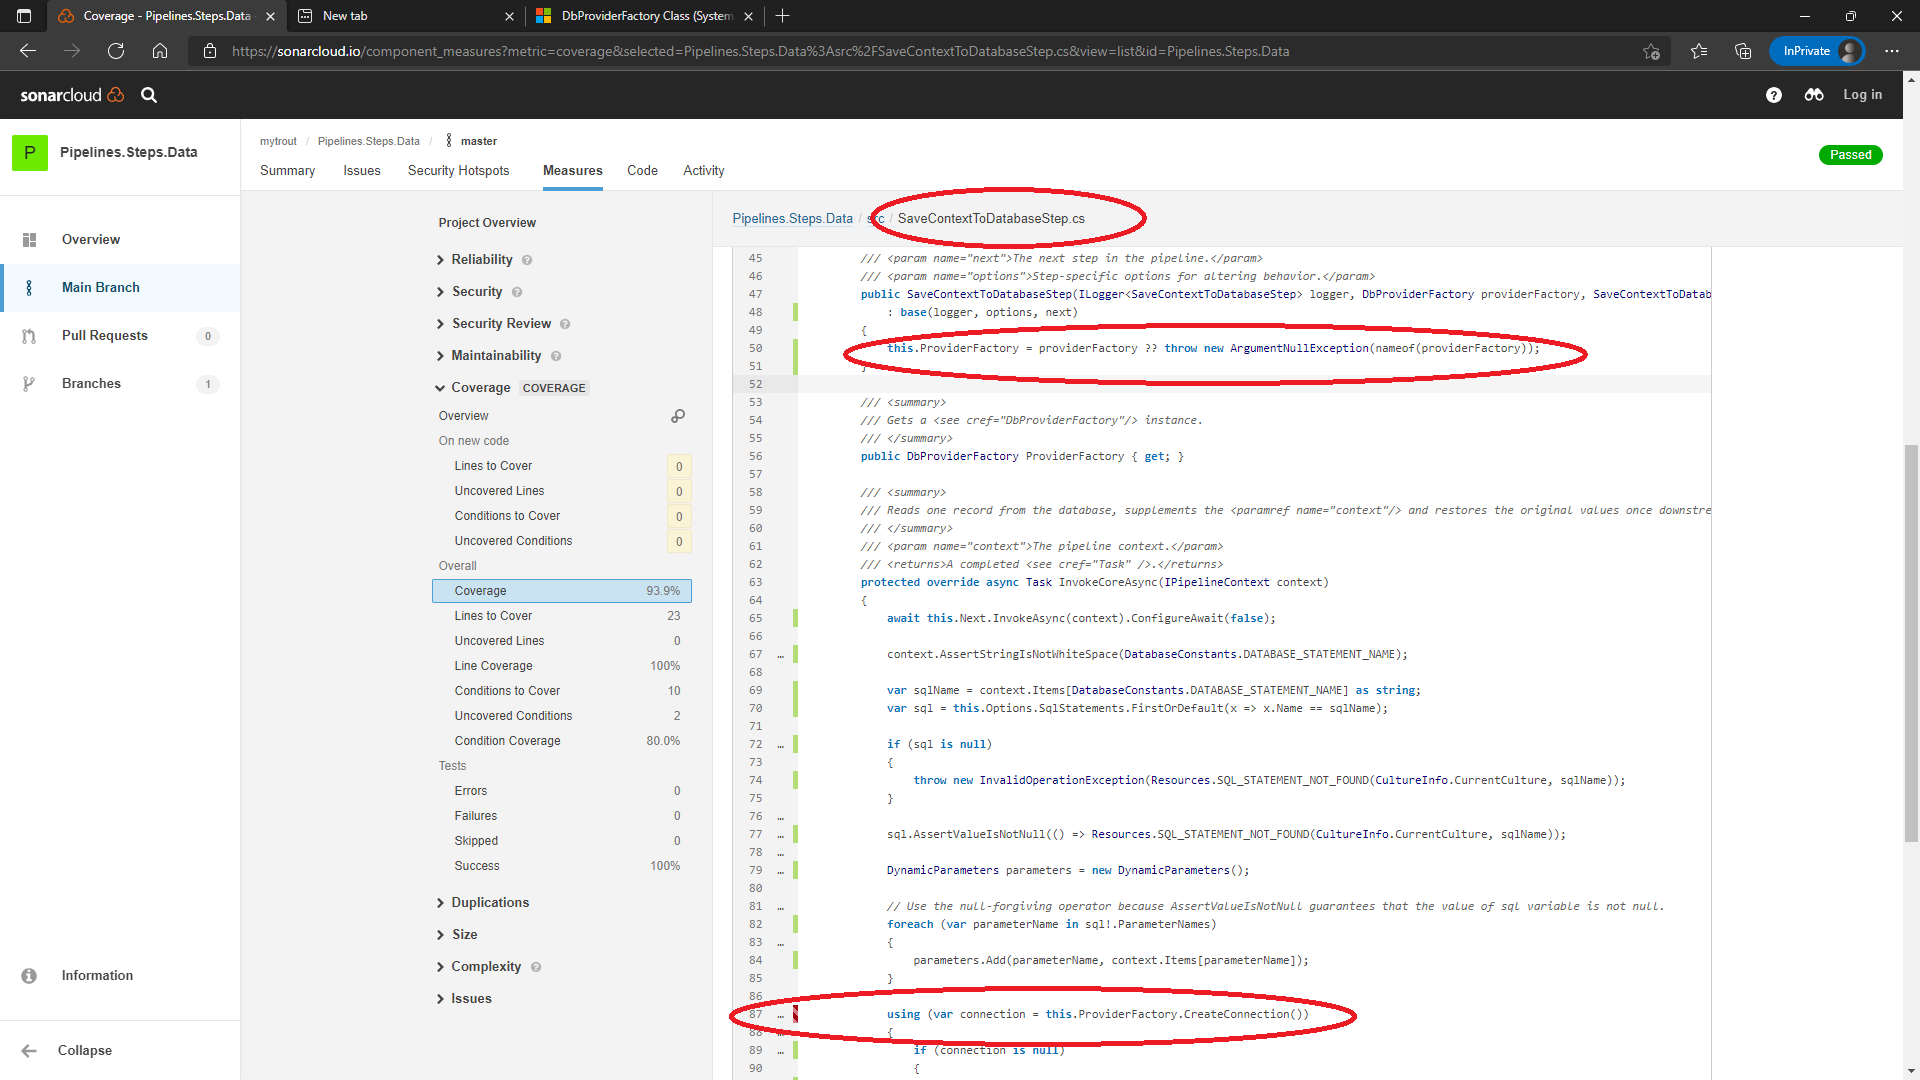 Coverage - Pipelines.Steps.Data
New tab
DbProviderFactory Class (System
https://sonarcloud.io/component_measures?metric=coverage&selected=Pipelines.Steps.Data%3Asrc%2FSaveContextToDatabaseStep.cs&view=list&id=Pipelines.Steps.Data
InPrivate
sonarcloud
Log in
P
Pipelines.Steps.Data
mytrout / Pipelines.Steps.Data / master
Passed
Summary Issues Security Hotspots Measures Code Activity
Overview
Main Branch
Pull Requests 0
Branches 1
Information
Collapse
Project Overview
Reliability
Security
Security Review
Maintainability
Coverage COVERAGE
Overview
On new code
Lines to Cover 0
Uncovered Lines 0
Conditions to Cover 0
Uncovered Conditions 0
Overall
Coverage 93.9%
Lines to Cover 23
Uncovered Lines 0
Line Coverage 100%
Conditions to Cover 10
Uncovered Conditions 2
Condition Coverage 80.0%
Tests
Errors 0
Failures 0
Skipped 0
Success 100%
Duplications
Size
Complexity
Issues
Pipelines.Steps.Data / src / SaveContextToDatabaseStep.cs
45 /// <param name="next">The next step in the pipeline.</param>
46 /// <param name="options">Step-specific options for altering behavior.</param>
47 public SaveContextToDatabaseStep(ILogger<SaveContextToDatabaseStep> logger, DbProviderFactory providerFactory, SaveContextToDatab
48 : base(logger, options, next)
49 {
50 this.ProviderFactory = providerFactory ?? throw new ArgumentNullException(nameof(providerFactory));
51 }
52
53 /// <summary>
54 /// Gets a <see cref="DbProviderFactory"/> instance.
55 /// </summary>
56 public DbProviderFactory ProviderFactory { get; }
57
58 /// <summary>
59 /// Reads one record from the database, supplements the <paramref name="context"/> and restores the original values once downstre
60 /// </summary>
61 /// <param name="context">The pipeline context.</param>
62 /// <returns>A completed <see cref="Task" />.</returns>
63 protected override async Task InvokeCoreAsync(IPipelineContext context)
64 {
65 await this.Next.InvokeAsync(context).ConfigureAwait(false);
66
67 … context.AssertStringIsNotWhiteSpace(DatabaseConstants.DATABASE_STATEMENT_NAME);
68
69 var sqlName = context.Items[DatabaseConstants.DATABASE_STATEMENT_NAME] as string;
70 var sql = this.Options.SqlStatements.FirstOrDefault(x => x.Name == sqlName);
71
72 … if (sql is null)
73 {
74 throw new InvalidOperationException(Resources.SQL_STATEMENT_NOT_FOUND(CultureInfo.CurrentCulture, sqlName));
75 }
76 …
77 … sql.AssertValueIsNotNull(() => Resources.SQL_STATEMENT_NOT_FOUND(CultureInfo.CurrentCulture, sqlName));
78 …
79 … DynamicParameters parameters = new DynamicParameters();
80
81 … // Use the null-forgiving operator because AssertValueIsNotNull guarantees that the value of sql variable is not null.
82 foreach (var parameterName in sql!.ParameterNames)
83 … {
84 parameters.Add(parameterName, context.Items[parameterName]);
85 }
86
87 … using (var connection = this.ProviderFactory.CreateConnection())
88 … {
89 … if (connection is null)
90 {